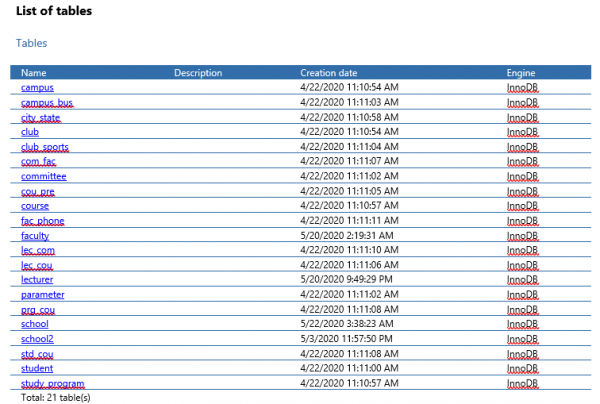 List of tables
Tables
Name Description Creation date Engine
campus 4/22/2020 11:10:54 AM InnoDB
campus_bus 4/22/2020 11:11:03 AM InnoDB
city_state 4/22/2020 11:10:58 AM InnoDB
club 4/22/2020 11:10:54 AM InnoDB
club_sports 4/22/2020 11:11:04 AM InnoDB
com_fac 4/22/2020 11:11:07 AM InnoDB
committee 4/22/2020 11:11:02 AM InnoDB
cou_pre 4/22/2020 11:11:05 AM InnoDB
course 4/22/2020 11:10:57 AM InnoDB
fac_phone 4/22/2020 11:11:11 AM InnoDB
faculty 5/20/2020 2:19:31 AM InnoDB
lec_com 4/22/2020 11:11:10 AM InnoDB
lec_cou 4/22/2020 11:11:06 AM InnoDB
lecturer 5/20/2020 9:49:29 PM InnoDB
parameter 4/22/2020 11:11:02 AM InnoDB
prg_cou 4/22/2020 11:11:08 AM InnoDB
school 5/22/2020 3:38:23 AM InnoDB
school2 5/3/2020 11:57:50 PM InnoDB
std_cou 4/22/2020 11:11:08 AM InnoDB
student 4/22/2020 11:11:00 AM InnoDB
study_program 4/22/2020 11:10:57 AM InnoDB
Total: 21 table(s)